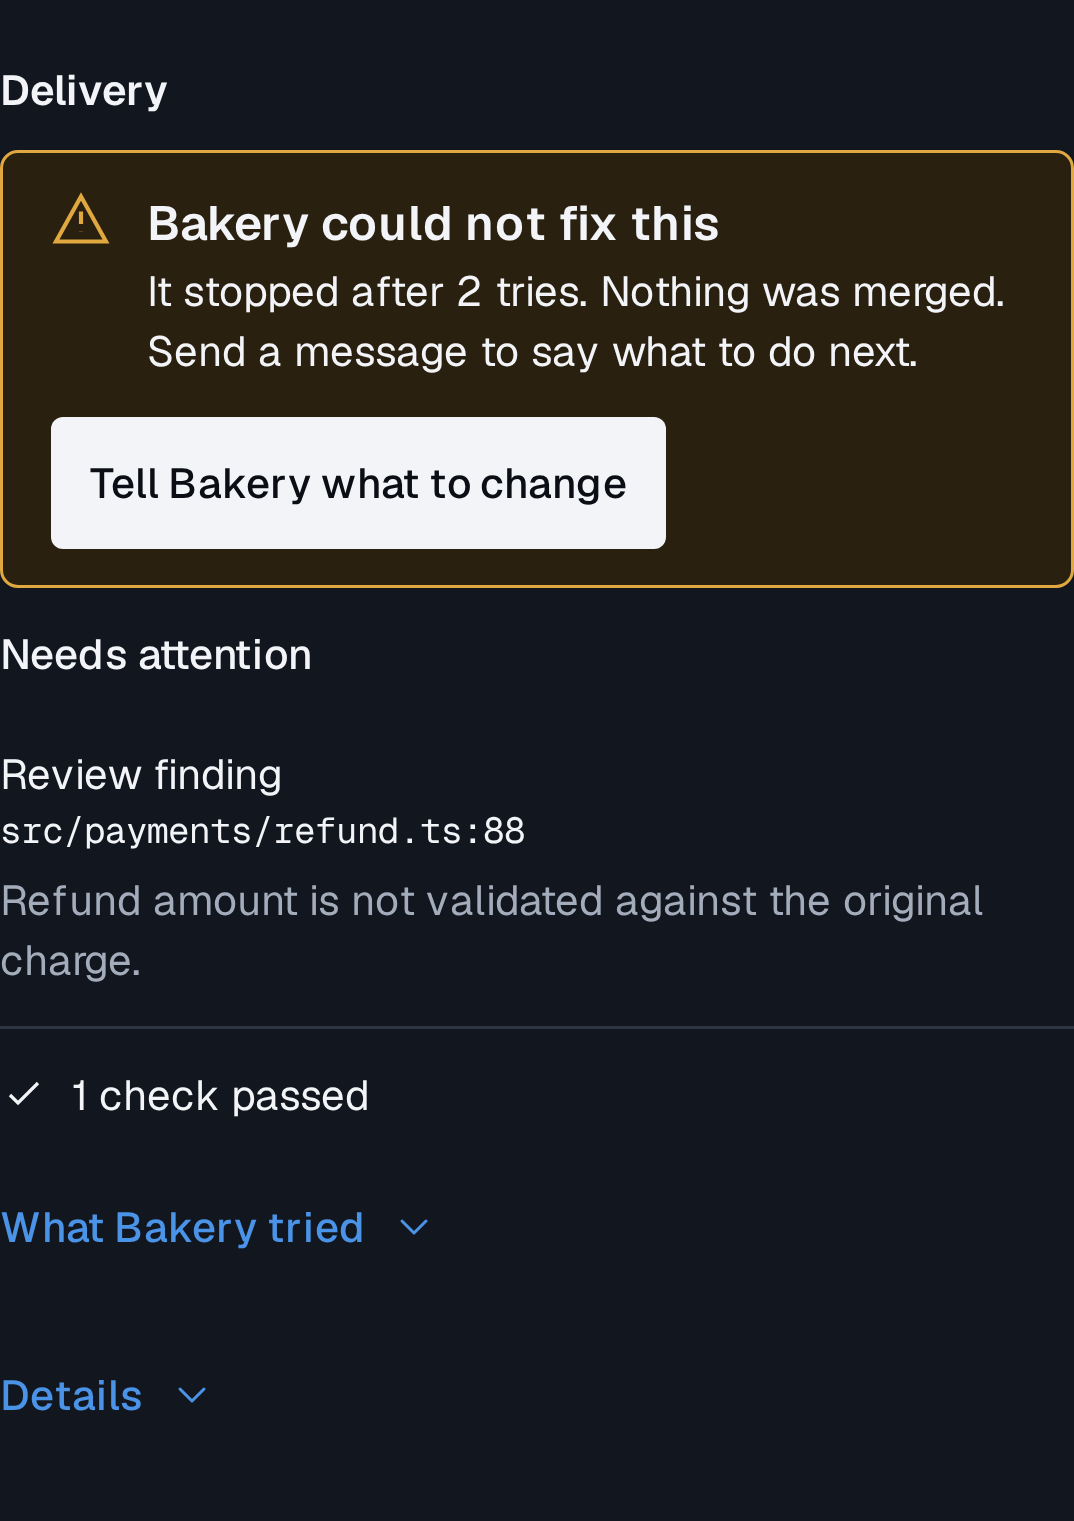 Delivery
Bakery could not fix this
It stopped after 2 tries. Nothing was merged.
Send a message to say what to do next.
Tell Bakery what to change
Needs attention
Review finding
src/payments/refund.ts:88
Refund amount is not validated against the original
charge.
1 check passed
What Bakery tried
Details